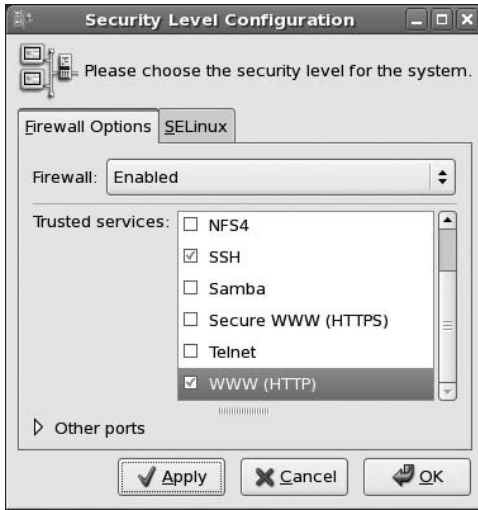 Security Level Configuration
Please choose the security level for the system.
Firewall Options SELinux
Firewall: Enabled
Trusted services: NFS4
SSH
Samba
Secure WWW (HTTPS)
Telnet
WWW (HTTP)
Other ports
Apply Cancel OK